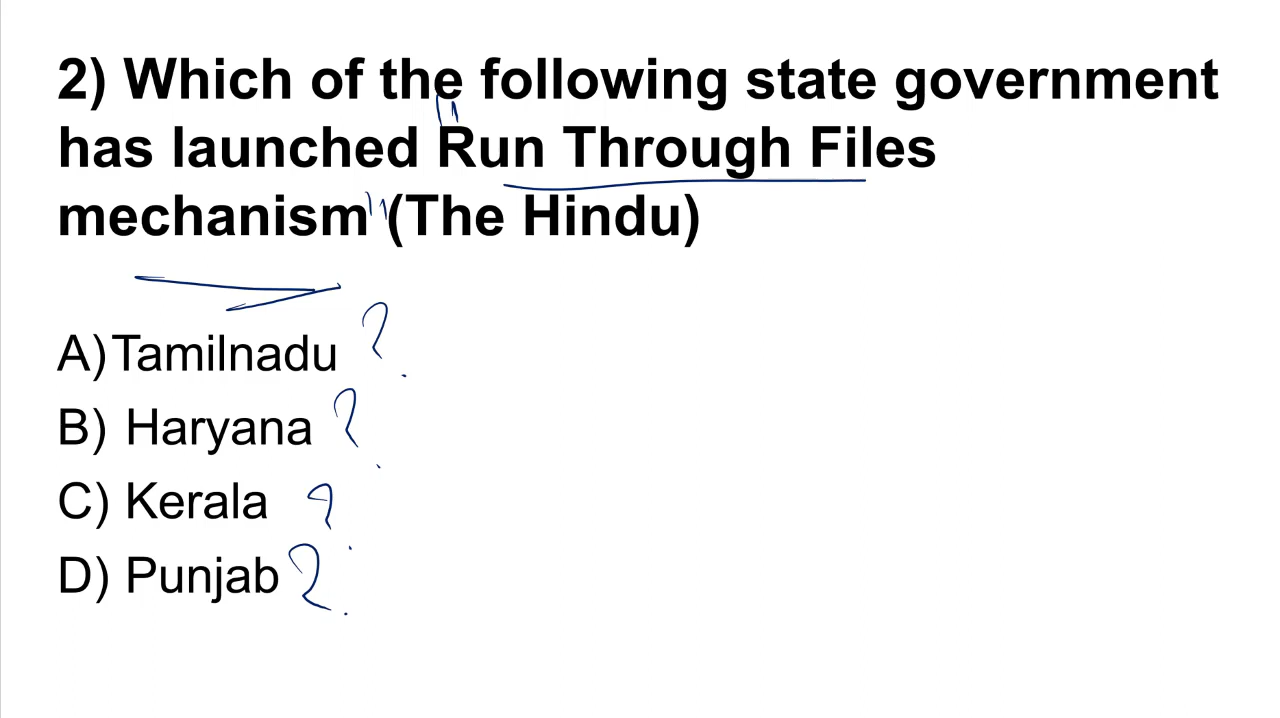 2) Which of the following state government
has launched Run Through Files
mechanism (The Hindu)
A) Tamilnadu ?
B) Haryana ?
C) Kerala ?
D) Punjab ?